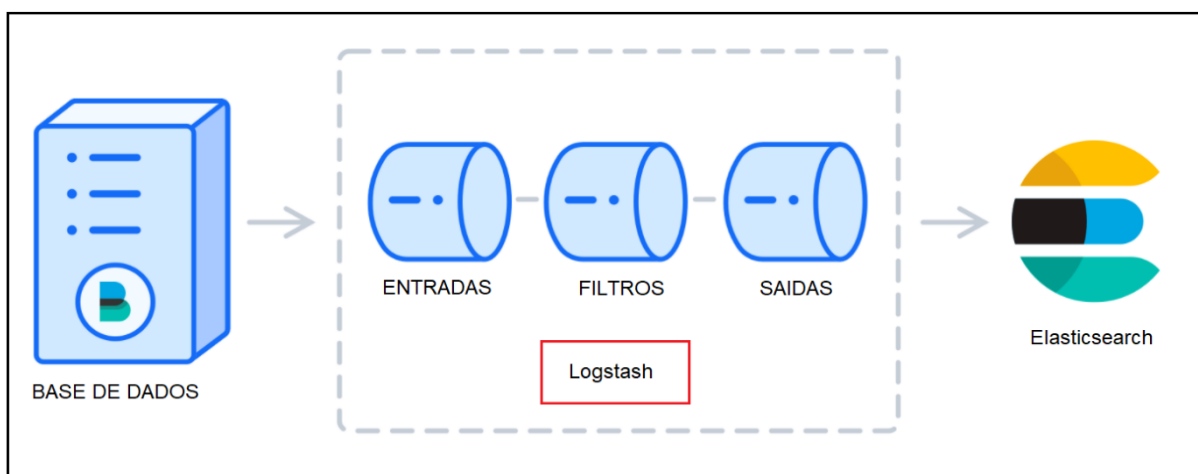 ENTRADAS
FILTROS
SAIDAS
Logstash
BASE DE DADOS
Elasticsearch